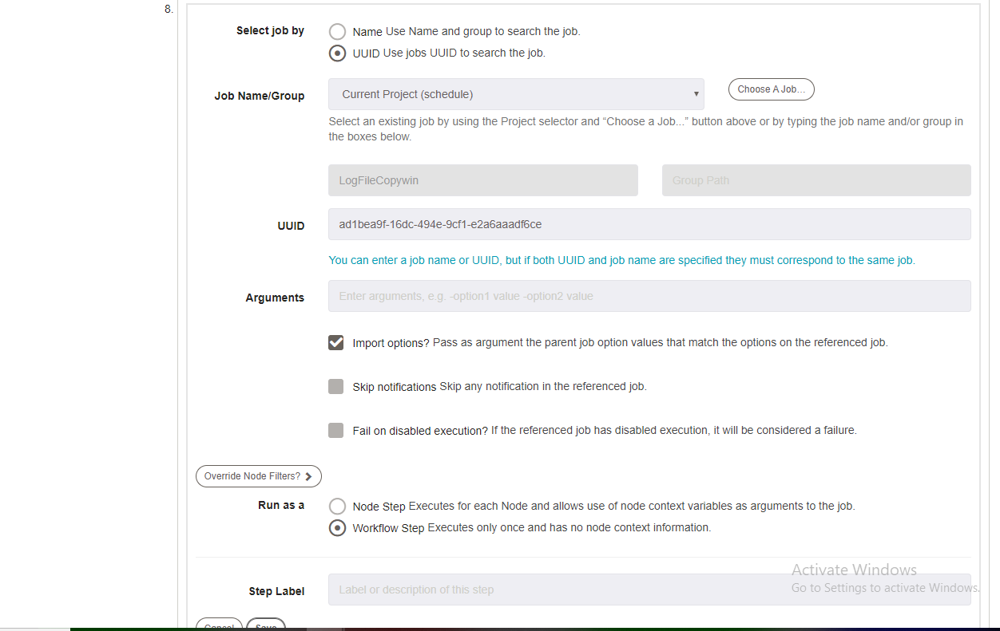 8.
Select job by
Name Use Name and group to search the job.
UUID Use jobs UUID to search the job.
Job Name/Group
Current Project (schedule)
Choose A Job...
Select an existing job by using the Project selector and “Choose a Job...” button above or by typing the job name and/or group in
the boxes below.
LogFileCopywin
Group Path
UUID
ad1bea9f-16dc-494e-9cf1-e2a6aaadf6ce
You can enter a job name or UUID, but if both UUID and job name are specified they must correspond to the same job.
Arguments
Enter arguments, e.g. -option1 value -option2 value
Import options? Pass as argument the parent job option values that match the options on the referenced job.
Skip notifications Skip any notification in the referenced job.
Fail on disabled execution? If the referenced job has disabled execution, it will be considered a failure.
Override Node Filters?
Run as a
Node Step Executes for each Node and allows use of node context variables as arguments to the job.
Workflow Step Executes only once and has no node context information.
Activate Windows
Go to Settings to activate Windows.
Step Label
Label or description of this step
Cancel
Save